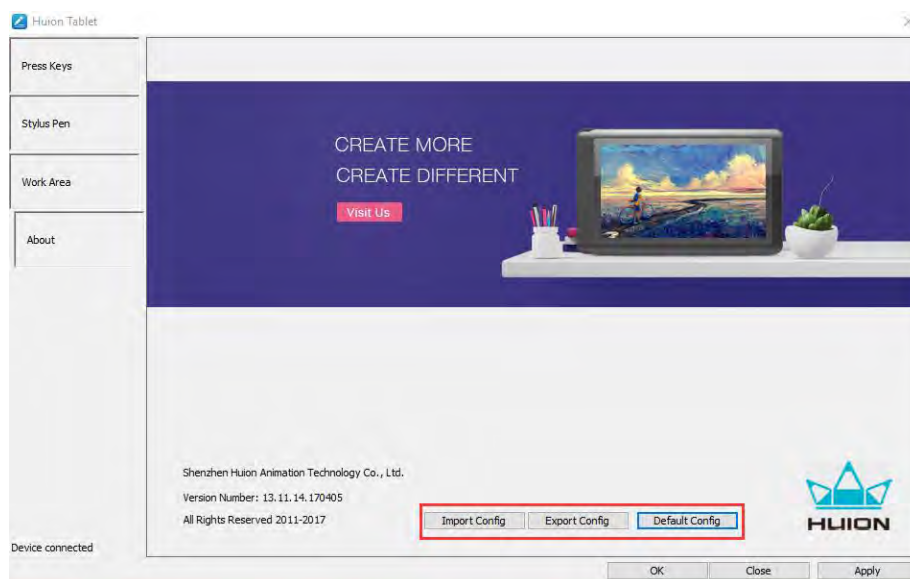 Huion Tablet
Press Keys
Stylus Pen
Work Area
About
CREATE MORE
CREATE DIFFERENT
Visit Us
Shenzhen Huion Animation Technology Co., Ltd.
Version Number: 13.11.14.170405
All Rights Reserved 2011-2017
Import Config Export Config Default Config
HUION
Device connected
OK Close Apply